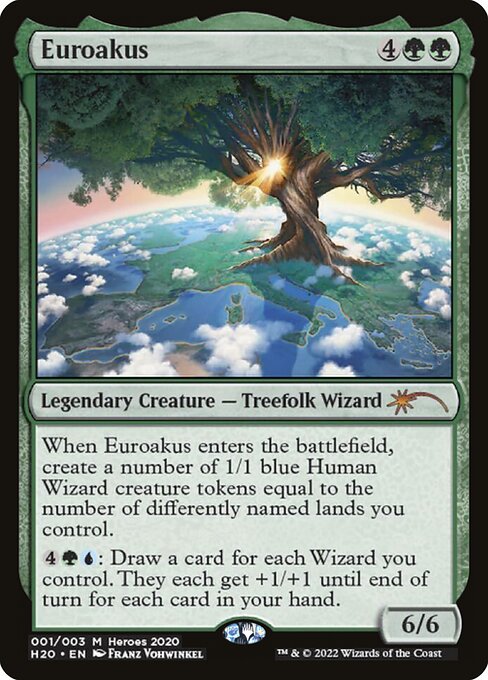 Euroakus 4
Legendary Creature — Treefolk Wizard
When Euroakus enters the battlefield,
create a number of 1/1 blue Human
Wizard creature tokens equal to the
number of differently named lands you
control.
4 : Draw a card for each Wizard you
control. They each get +1/+1 until end of
turn for each card in your hand.
6/6
001/003 M Heroes 2020
H20 • EN Franz Vohwinkel
™ & © 2022 Wizards of the Coast